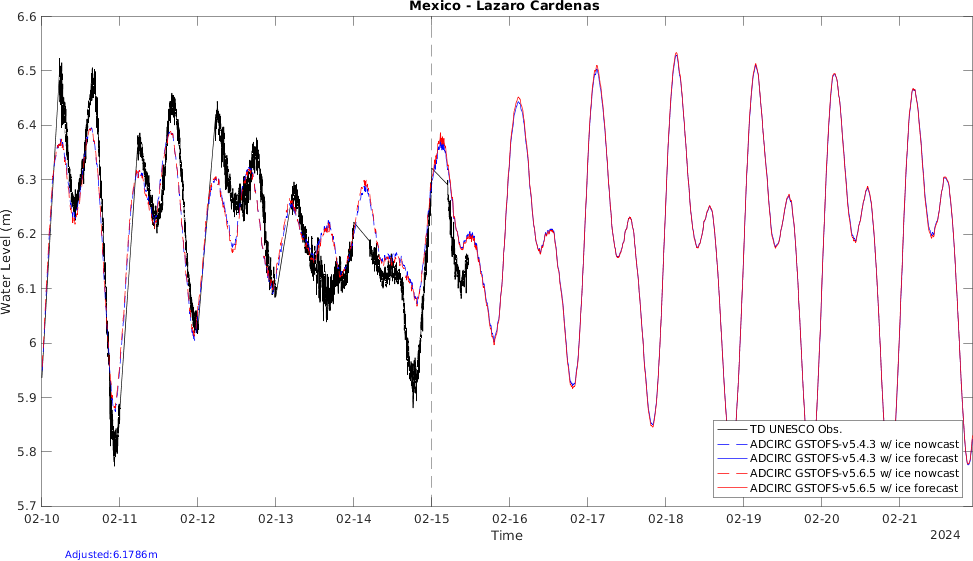 Mexico - Lazaro Cardenas
6.6
6.5
6.4
6.3
6.2
6.1
6
5.9
5.8
5.7
Water Level (m)
TD UNESCO Obs.
ADCIRC GSTOFS-v5.4.3 w/ ice nowcast
ADCIRC GSTOFS-v5.4.3 w/ ice forecast
ADCIRC GSTOFS-v5.6.5 w/ ice nowcast
ADCIRC GSTOFS-v5.6.5 w/ ice forecast
02-10 02-11 02-12 02-13 02-14 02-15 02-16 02-17 02-18 02-19 02-20 02-21
Time
2024
Adjusted:6.1786m